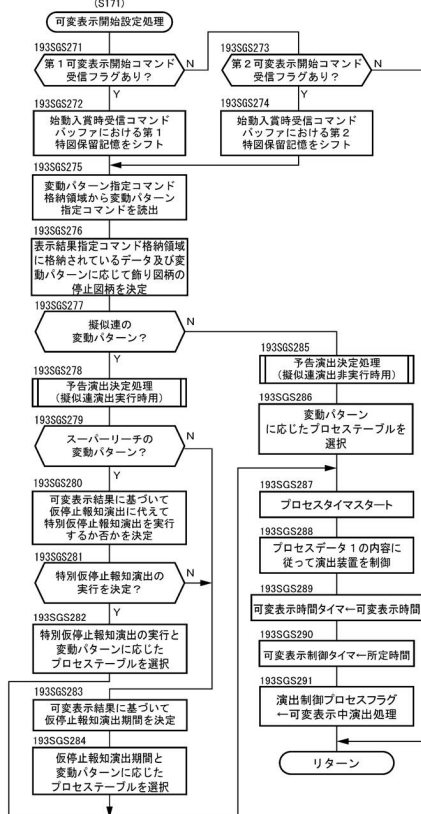 (S171)
可変表示開始設定処理
193SGS271
第1可変表示開始コマンド
受信フラグあり?
N
Y
193SGS273
第2可変表示開始コマンド
受信フラグあり?
N
Y
193SGS272
始動入賞時受信コマンド
バッファにおける第1
特図保留記憶をシフト
193SGS274
始動入賞時受信コマンド
バッファにおける第2
特図保留記憶をシフト
193SGS275
変動パターン指定コマンド
格納領域から変動パターン
指定コマンドを読出
193SGS276
表示結果指定コマンド格納領域
に格納されているデータ及び変
動パターンに応じて飾り図柄の
停止図柄を決定
193SGS277
擬似連の
変動パターン?
N
Y
193SGS278
予告演出決定処理
(擬似連演出実行時用)
193SGS279
スーパーリーチの
変動パターン?
N
Y
193SGS280
可変表示結果に基づいて
仮停止報知演出に代えて
特別仮停止報知演出を実行
するか否かを決定
193SGS281
特別仮停止報知演出の
実行を決定?
N
Y
193SGS282
特別仮停止報知演出の実行と
変動パターンに応じた
プロセステーブルを選択
193SGS283
可変表示結果に基づいて
仮停止報知演出期間を決定
193SGS284
仮停止報知演出期間と
変動パターンに応じた
プロセステーブルを選択
193SGS285
予告演出決定処理
(擬似連演出非実行時用)
193SGS286
変動パターン
に応じたプロセステーブルを
選択
193SGS287
プロセスタイマスタート
193SGS288
プロセスデータ1の内容に
従って演出装置を制御
193SGS289
可変表示時間タイマ←可変表示時間
193SGS290
可変表示制御タイマ←所定時間
193SGS291
演出制御プロセスフラグ
←可変表示中演出処理
リターン